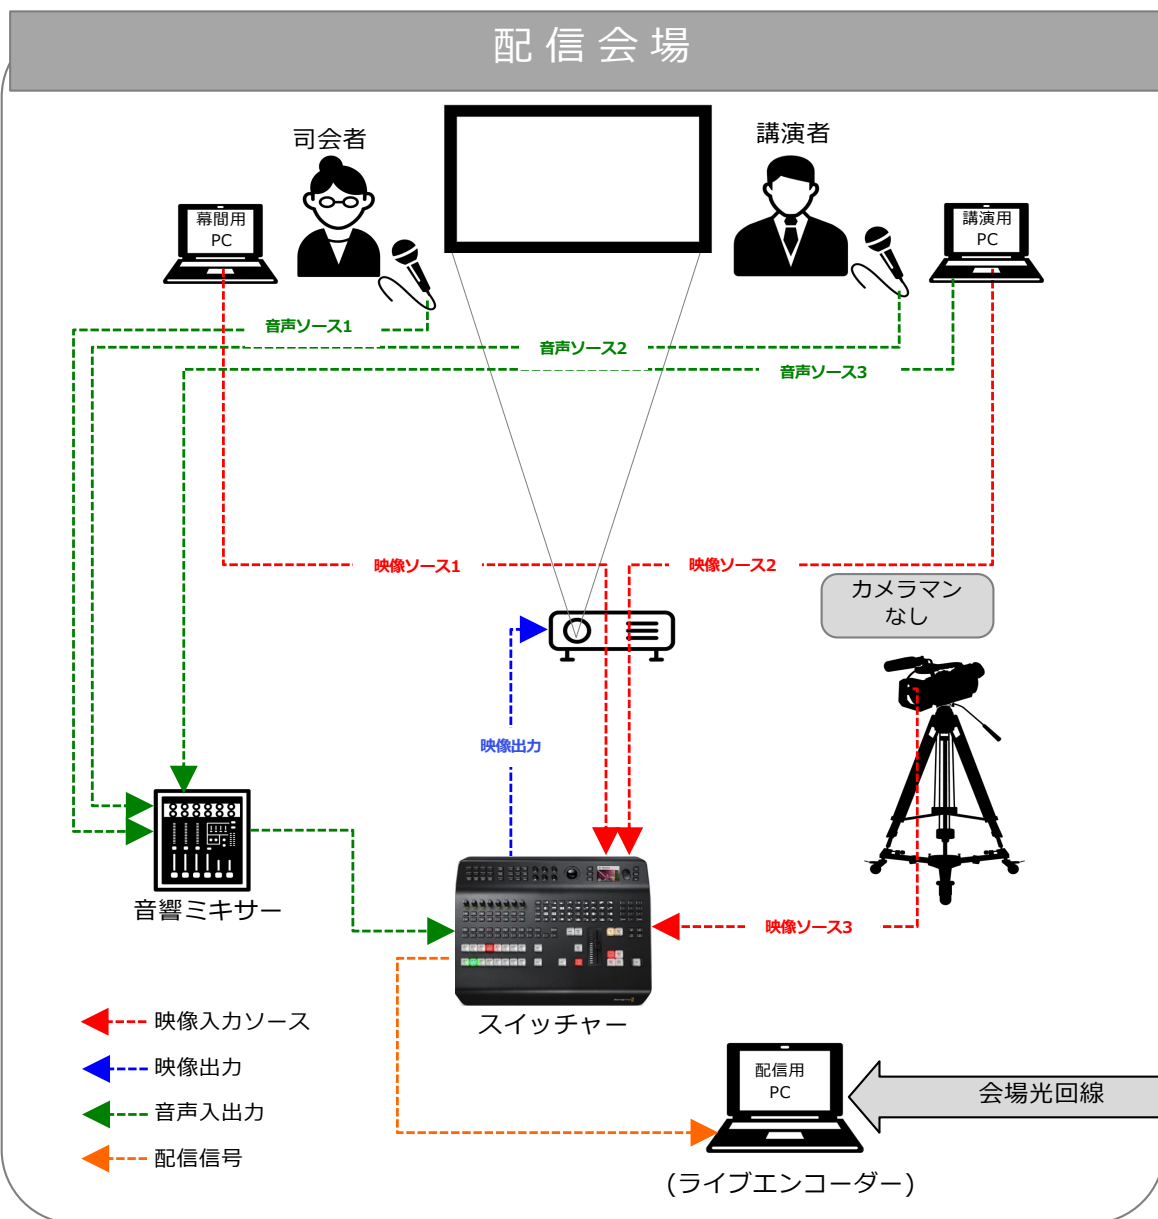 配信会場
司会者
講演者
幕間用
PC
講演用
PC
音声ソース1
音声ソース2
音声ソース3
映像ソース1
映像ソース2
カメラマン
なし
映像出力
音響ミキサー
映像ソース3
スイッチャー
映像入力ソース
映像出力
音声入出力
配信信号
配信用
PC
会場光回線
(ライブエンコーダー)